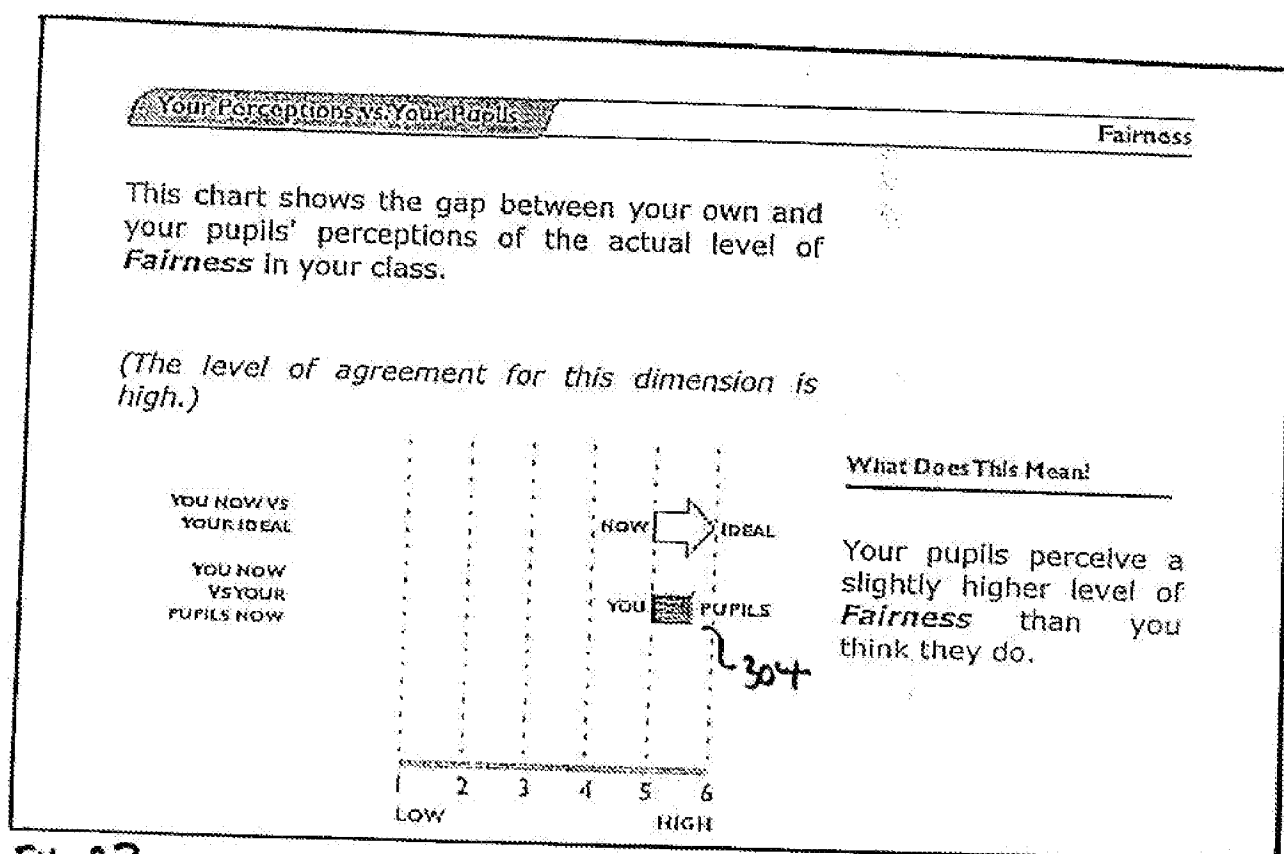 Your Perceptions vs. Your Pupils
Fairness
This chart shows the gap between your own and
your pupils' perceptions of the actual level of
Fairness in your class.
(The level of agreement for this dimension is
high.)
What Does This Mean?
YOU NOW VS
YOUR IDEAL
NOW
IDEAL
YOU NOW
VS YOUR
PUPILS NOW
YOU
PUPILS
304
Your pupils perceive a
slightly higher level of
Fairness than you
think they do.
1 2 3 4 5 6
LOW HIGH